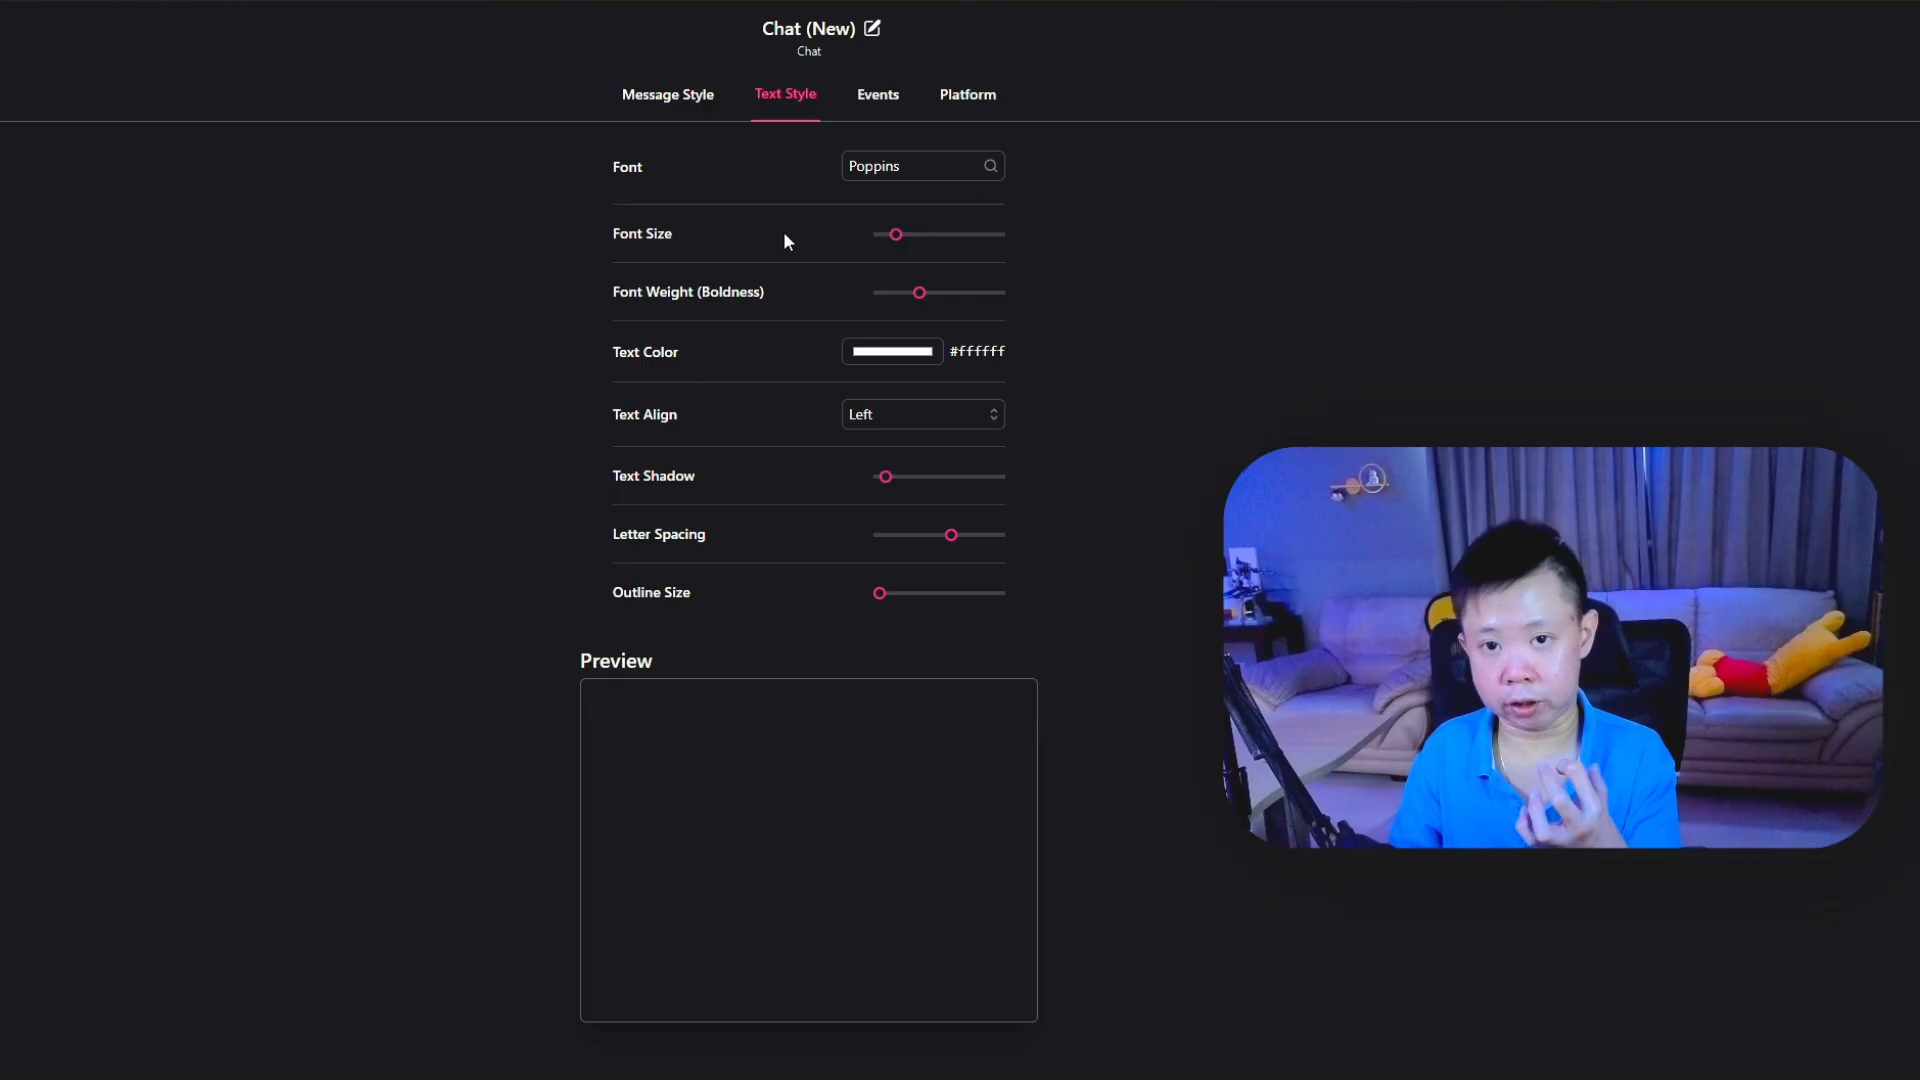 Chat (New)
Chat
Message Style Text Style Events Platform
Font Poppins
Font Size
Font Weight (Boldness)
Text Color #ffffff
Text Align Left
Text Shadow
Letter Spacing
Outline Size
Preview